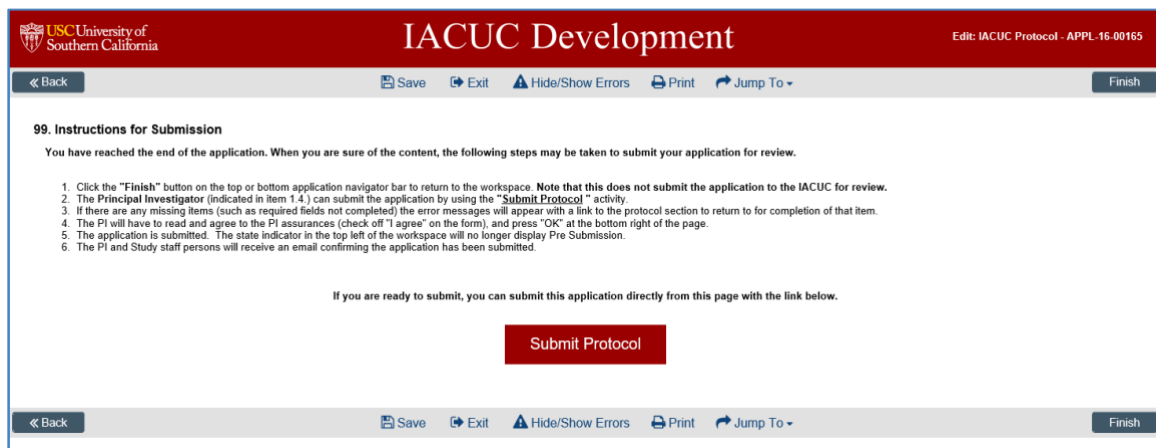 USC University of
Southern California
IACUC Development
Edit: IACUC Protocol - APPL-16-00165
« Back Save Exit Hide/Show Errors Print Jump To Finish
99. Instructions for Submission
You have reached the end of the application. When you are sure of the content, the following steps may be taken to submit your application for review.
1. Click the "Finish" button on the top or bottom application navigator bar to return to the workspace. Note that this does not submit the application to the IACUC for review.
2. The Principal Investigator (indicated in item 1.4.) can submit the application by using the "Submit Protocol " activity.
3. If there are any missing items (such as required fields not completed) the error messages will appear with a link to the protocol section to return to for completion of that item.
4. The PI will have to read and agree to the PI assurances (check off "I agree" on the form), and press "OK" at the bottom right of the page.
5. The application is submitted. The state indicator in the top left of the workspace will no longer display Pre Submission.
6. The PI and Study staff persons will receive an email confirming the application has been submitted.
If you are ready to submit, you can submit this application directly from this page with the link below.
Submit Protocol
« Back Save Exit Hide/Show Errors Print Jump To Finish